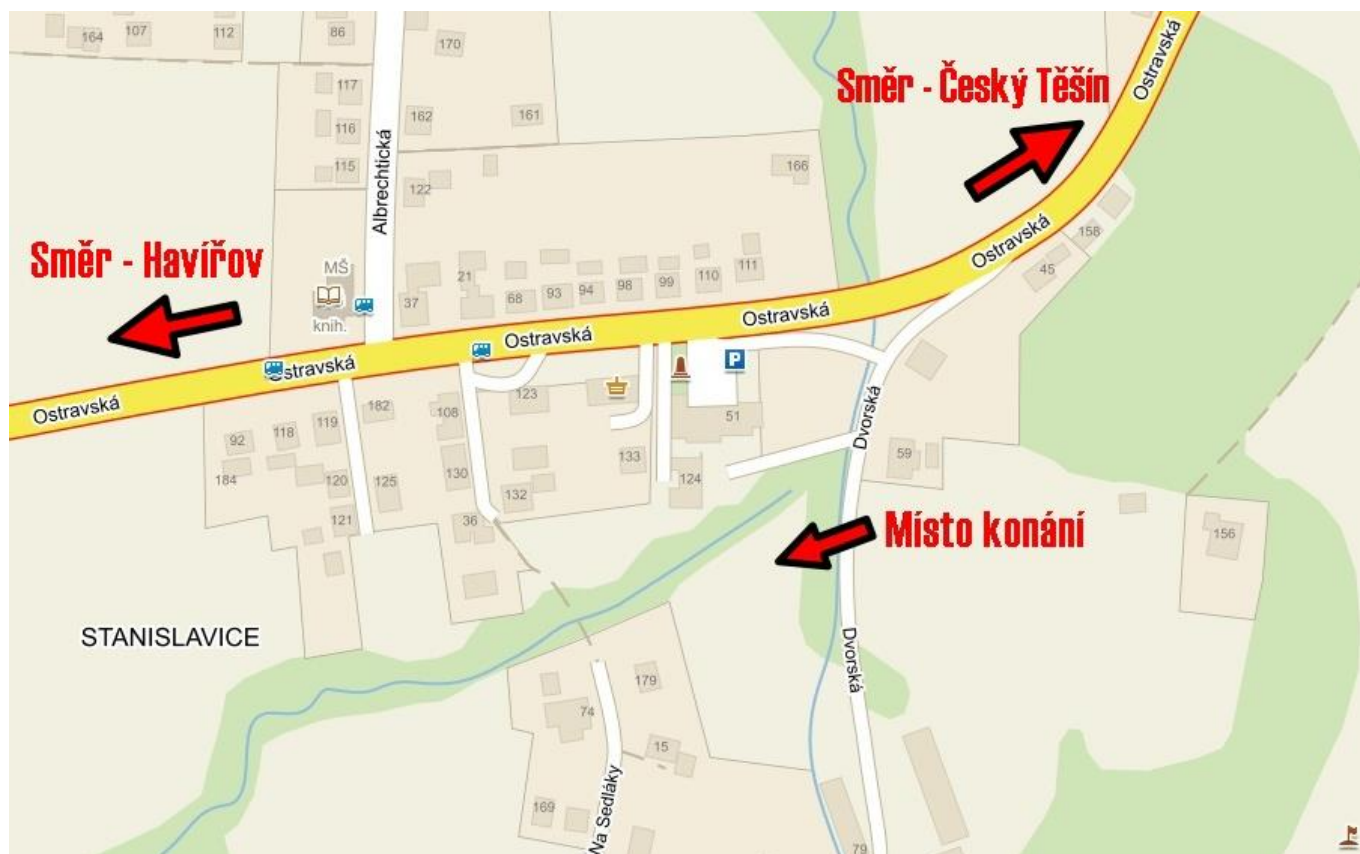 164
107
112
86
170
Ostravská
117
Směr - Český Těšín
116
162
161
115
Albrechtická
122
166
Směr - Havířov
MŠ
21
Ostravská
158
45
knih.
37
68
93
94
98
99
110
111
Ostravská
Ostravská
P
Ostravská
Ostravská
123
51
Dvorská
182
108
119
118
92
133
59
184
120
125
130
132
124
121
36
Místo konání
156
STANISLAVICE
Dvorská
179
74
15
Na Sedláky
169
79